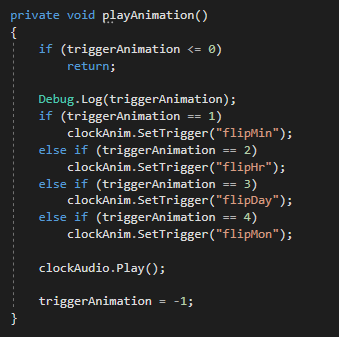 private void playAnimation()
{
    if (triggerAnimation <= 0)
        return;

    Debug.Log(triggerAnimation);
    if (triggerAnimation == 1)
        clockAnim.SetTrigger("flipMin");
    else if (triggerAnimation == 2)
        clockAnim.SetTrigger("flipHr");
    else if (triggerAnimation == 3)
        clockAnim.SetTrigger("flipDay");
    else if (triggerAnimation == 4)
        clockAnim.SetTrigger("flipMon");

    clockAudio.Play();

    triggerAnimation = -1;
}